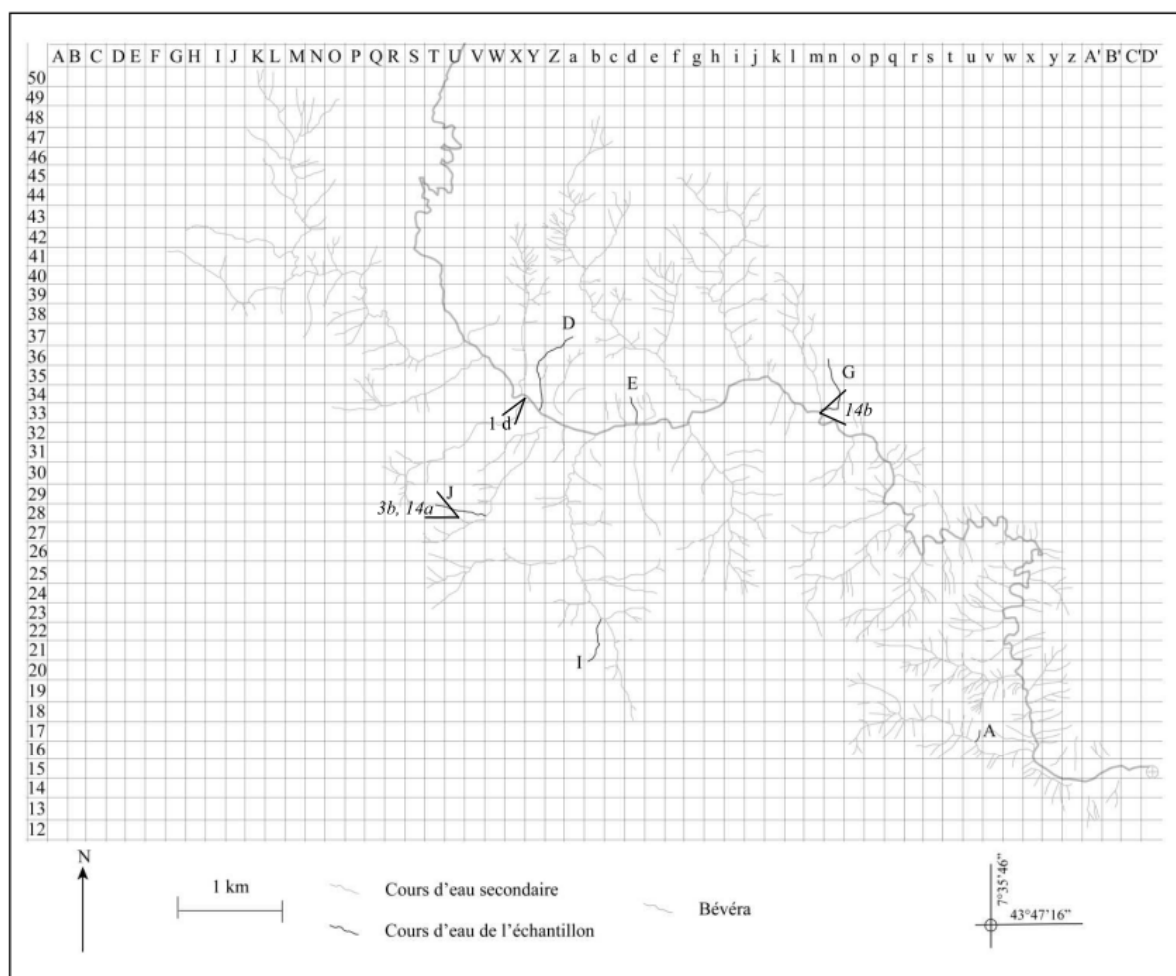 A B C D E F G H I J K L M N O P Q R S T U V W X Y Z a b c d e f g h i j k l m n o p q r s t u v w x y z A' B' C' D'
50
49
48
47
46
45
44
43
42
41
40
39
38
37
D
36
35
G
34
E
14b
33
1 d
32
31
30
29
J
28
3b, 14a
27
26
25
24
23
22
21
I
20
19
18
17
A
16
15
14
13
12
N
1 km
Cours d'eau secondaire
Cours d'eau de l'échantillon
Bévéra
7°35'46"
43°47'16"